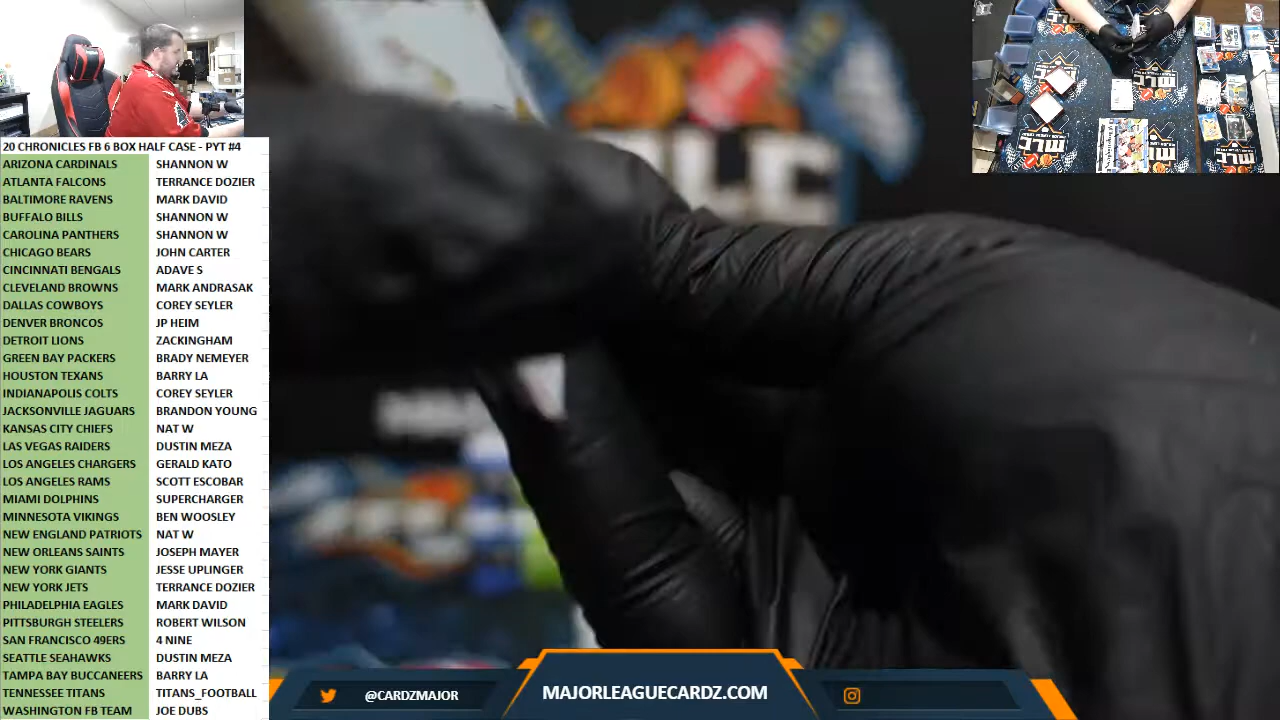 20 CHRONICLES FB 6 BOX HALF CASE - PYT #4
ARIZONA CARDINALS SHANNON W
ATLANTA FALCONS TERRANCE DOZIER
BALTIMORE RAVENS MARK DAVID
BUFFALO BILLS SHANNON W
CAROLINA PANTHERS SHANNON W
CHICAGO BEARS JOHN CARTER
CINCINNATI BENGALS ADAVE S
CLEVELAND BROWNS MARK ANDRASAK
DALLAS COWBOYS COREY SEYLER
DENVER BRONCOS JP HEIM
DETROIT LIONS ZACKINGHAM
GREEN BAY PACKERS BRADY NEMEYER
HOUSTON TEXANS BARRY LA
INDIANAPOLIS COLTS COREY SEYLER
JACKSONVILLE JAGUARS BRANDON YOUNG
KANSAS CITY CHIEFS NAT W
LAS VEGAS RAIDERS DUSTIN MEZA
LOS ANGELES CHARGERS GERALD KATO
LOS ANGELES RAMS SCOTT ESCOBAR
MIAMI DOLPHINS SUPERCHARGER
MINNESOTA VIKINGS BEN WOOSLEY
NEW ENGLAND PATRIOTS NAT W
NEW ORLEANS SAINTS JOSEPH MAYER
NEW YORK GIANTS JESSE UPLINGER
NEW YORK JETS TERRANCE DOZIER
PHILADELPHIA EAGLES MARK DAVID
PITTSBURGH STEELERS ROBERT WILSON
SAN FRANCISCO 49ERS 4 NINE
SEATTLE SEAHAWKS DUSTIN MEZA
TAMPA BAY BUCCANEERS BARRY LA
TENNESSEE TITANS TITANS_FOOTBALL
WASHINGTON FB TEAM JOE DUBS
MLC
MLC
MLC
MLC
@CARDZMAJOR
MAJORLEAGUECARDZ.COM